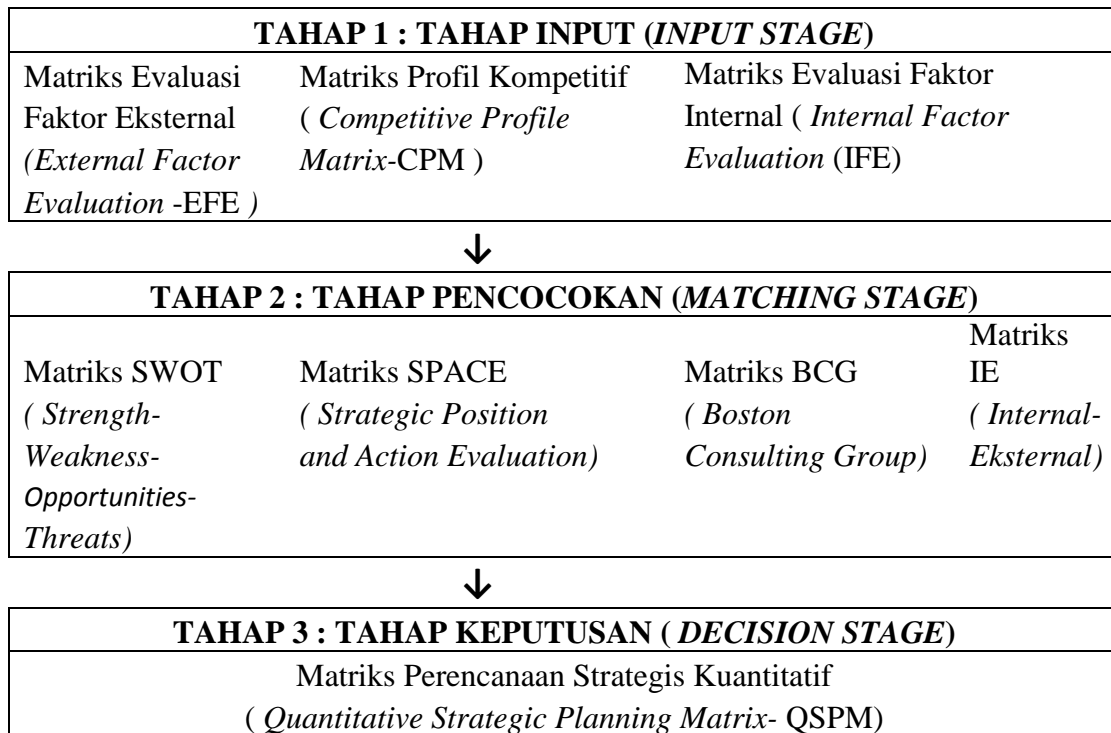 TAHAP 1 : TAHAP INPUT (INPUT STAGE)
Matriks Evaluasi
Faktor Eksternal
(External Factor
Evaluation -EFE )
Matriks Profil Kompetitif
( Competitive Profile
Matrix-CPM )
Matriks Evaluasi Faktor
Internal ( Internal Factor
Evaluation (IFE)
↓
TAHAP 2 : TAHAP PENCOCOKAN (MATCHING STAGE)
Matriks SWOT
( Strength-
Weakness-
Opportunities-
Threats)
Matriks SPACE
( Strategic Position
and Action Evaluation)
Matriks BCG
( Boston
Consulting Group)
Matriks
IE
( Internal-
Eksternal)
↓
TAHAP 3 : TAHAP KEPUTUSAN ( DECISION STAGE)
Matriks Perencanaan Strategis Kuantitatif
( Quantitative Strategic Planning Matrix- QSPM)